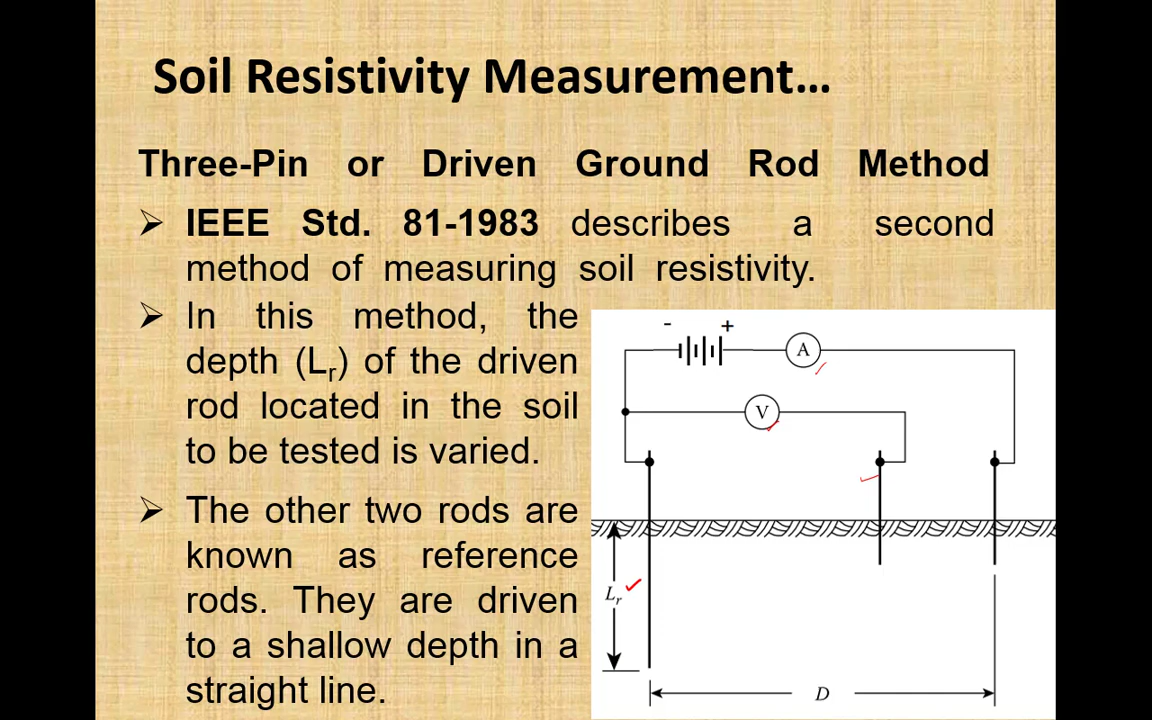 Soil Resistivity Measurement…
Three-Pin or Driven Ground Rod Method
➢ IEEE Std. 81-1983 describes a second
method of measuring soil resistivity.
➢ In this method, the
depth (Lr) of the driven
rod located in the soil
to be tested is varied.
➢ The other two rods are
known as reference
rods. They are driven
to a shallow depth in a
straight line.
- +
A
V
Lr
D